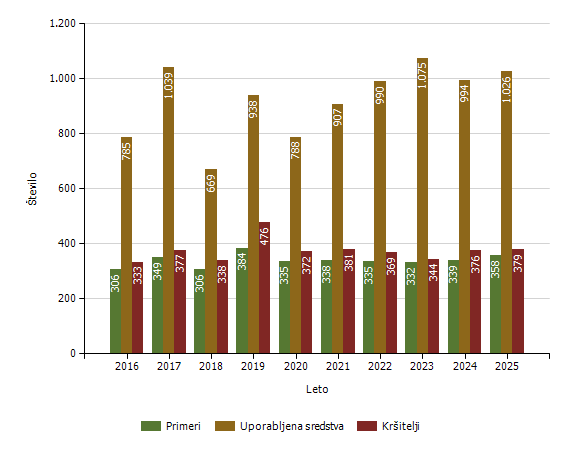 1.200
1.000
800
600
400
200
0
Število
306 785 333
349 1.039 377
306 669 338
384 938 476
335 788 372
338 907 381
335 990 369
332 1.075 344
339 994 376
358 1.026 379
2016 2017 2018 2019 2020 2021 2022 2023 2024 2025
Leto
Primeri Uporabljena sredstva Kršitelji